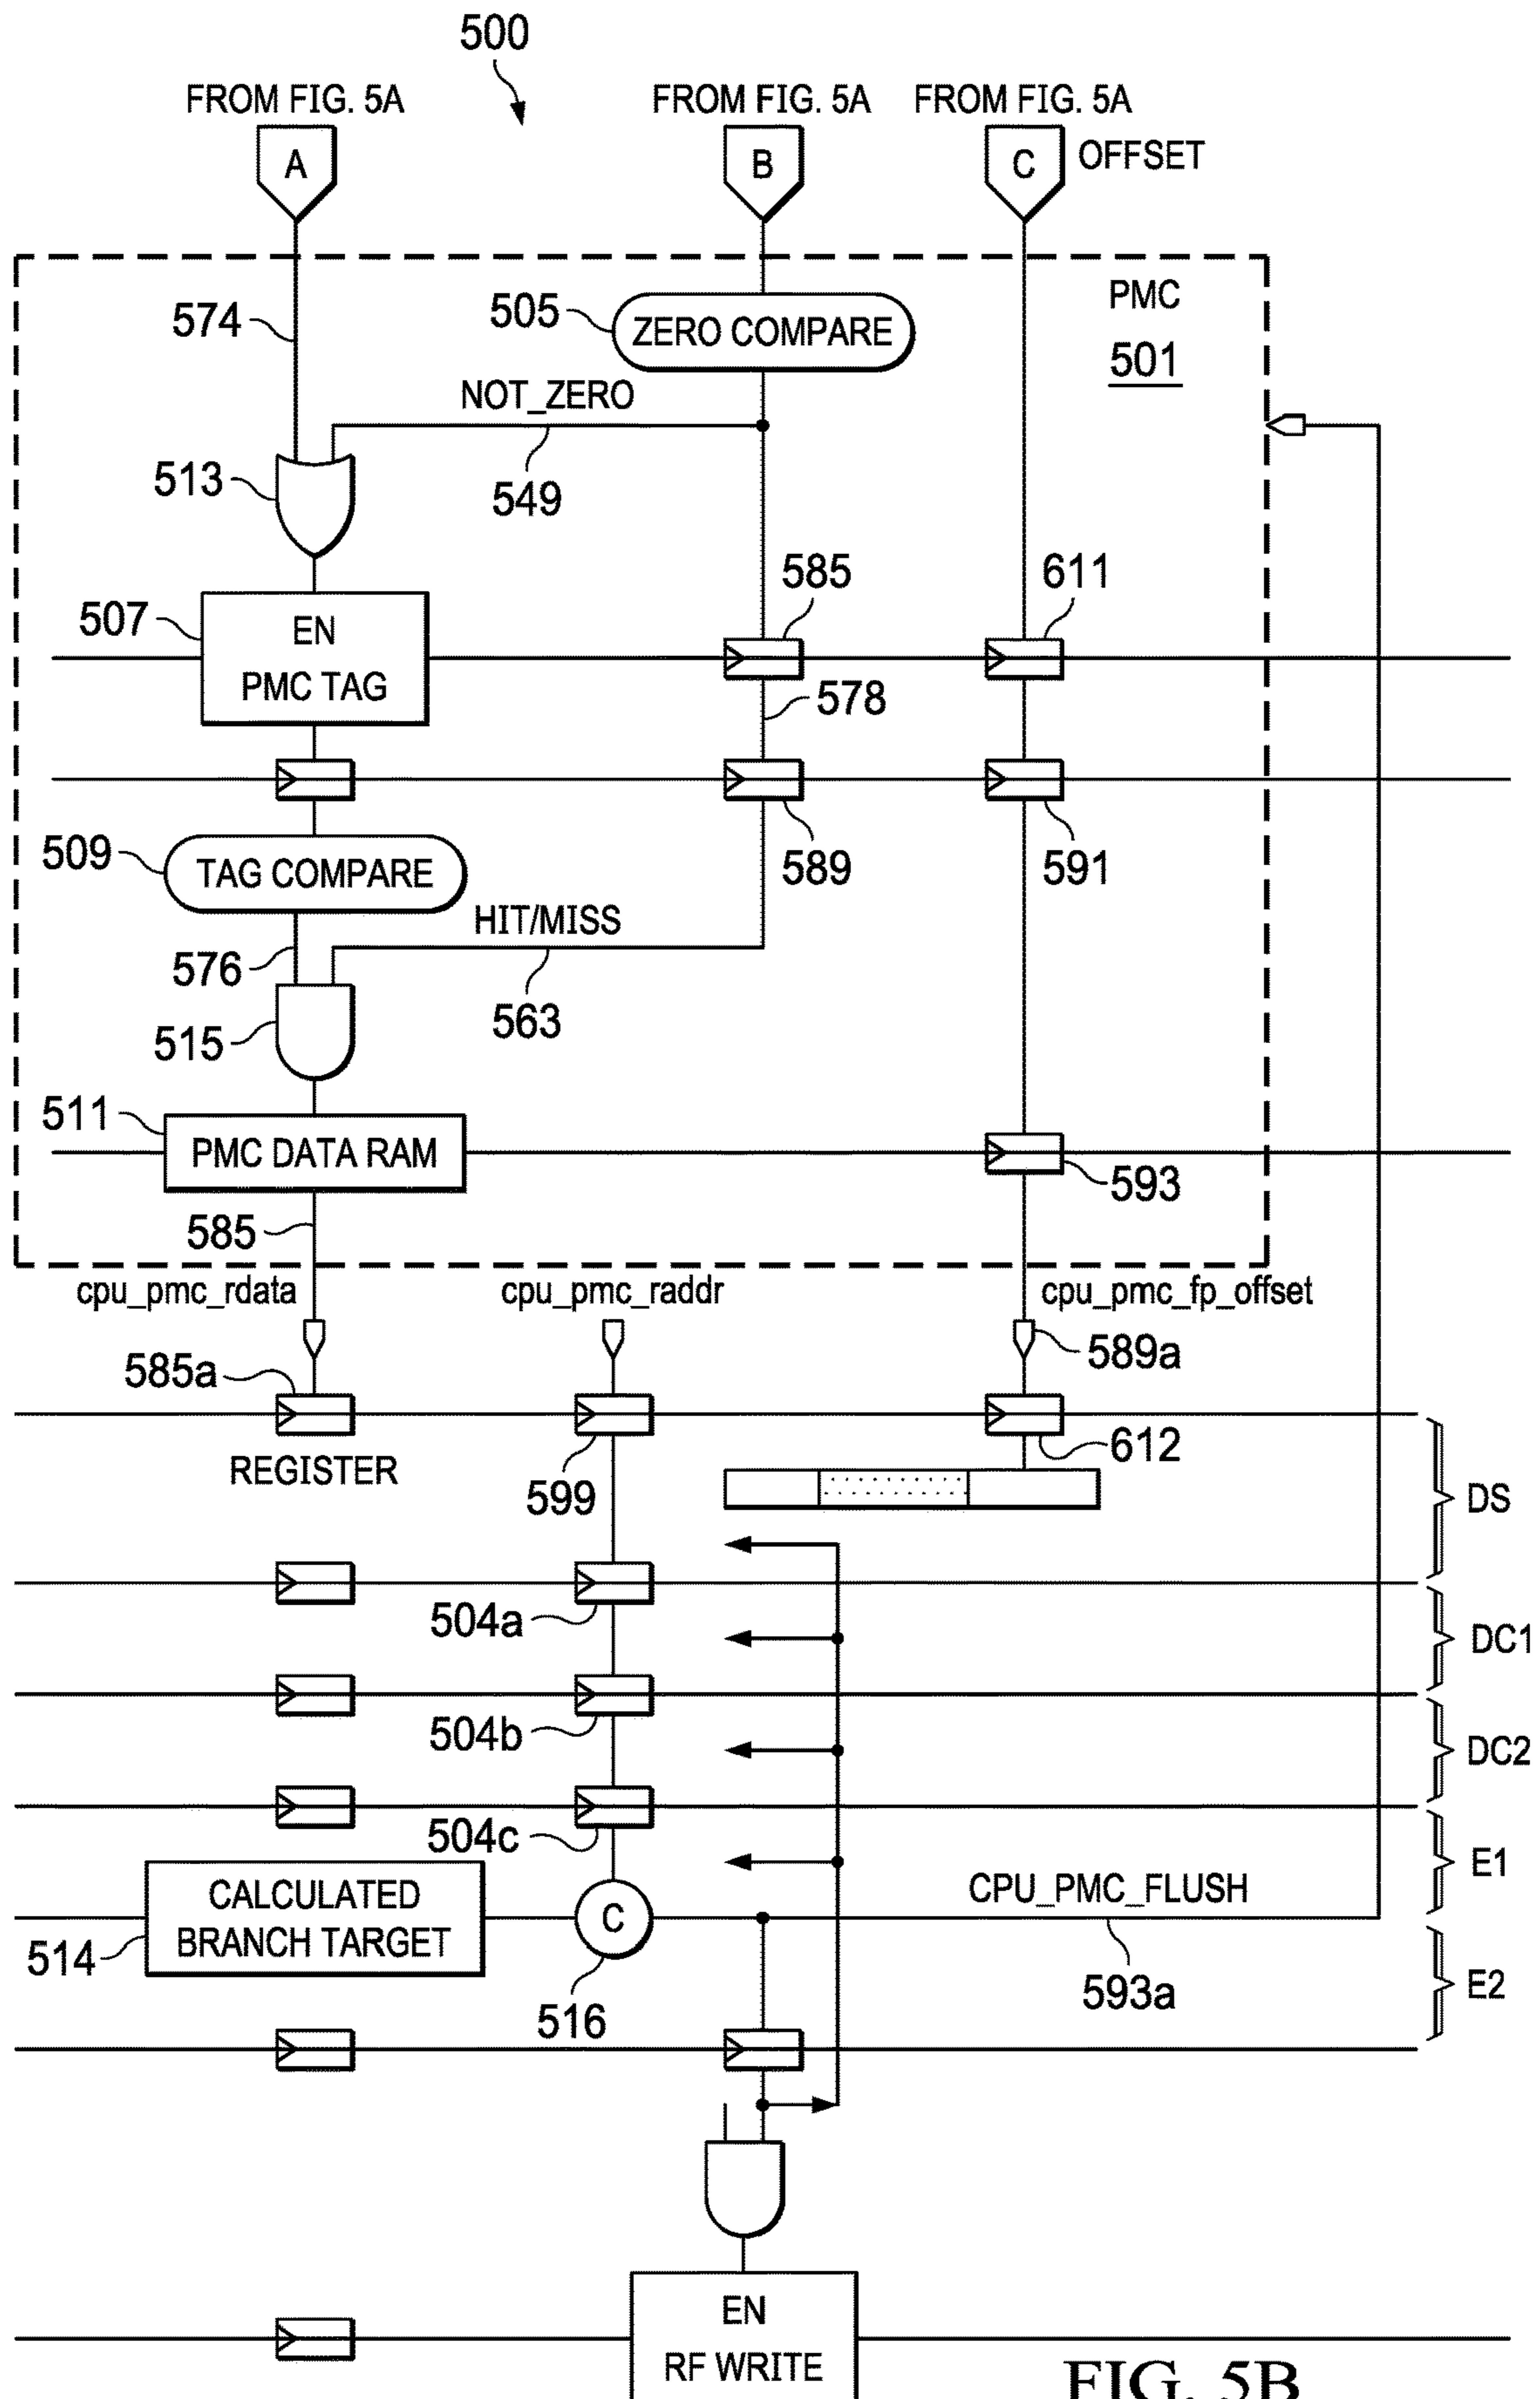 500
FROM FIG. 5A
FROM FIG. 5A
FROM FIG. 5A
A
B
C
OFFSET
574
505
ZERO COMPARE
PMC
501
NOT_ZERO
513
549
585
611
507
EN
PMC TAG
578
509
TAG COMPARE
589
591
HIT/MISS
576
563
515
511
PMC DATA RAM
593
585
cpu_pmc_rdata
cpu_pmc_raddr
cpu_pmc_fp_offset
585a
589a
REGISTER
599
612
DS
504a
DC1
504b
DC2
504c
E1
CALCULATED
BRANCH TARGET
C
CPU_PMC_FLUSH
514
516
593a
E2
EN
RF WRITE
FIG. 5B